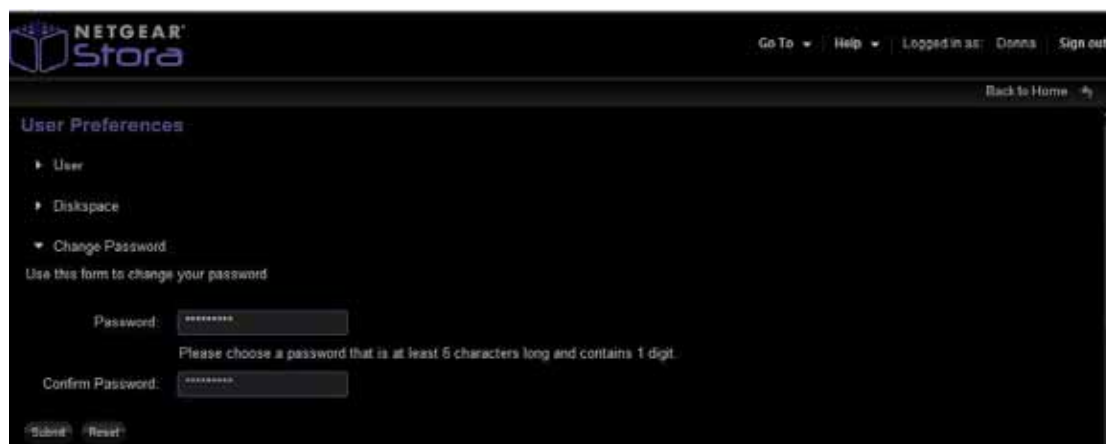 NETGEAR®
Stora
Go To Help Logged in as: Donna Sign out
Back to Home
User Preferences
User
Diskspace
Change Password
Use this form to change your password
Password: *********
Please choose a password that is at least 6 characters long and contains 1 digit.
Confirm Password: *********
Submit Reset